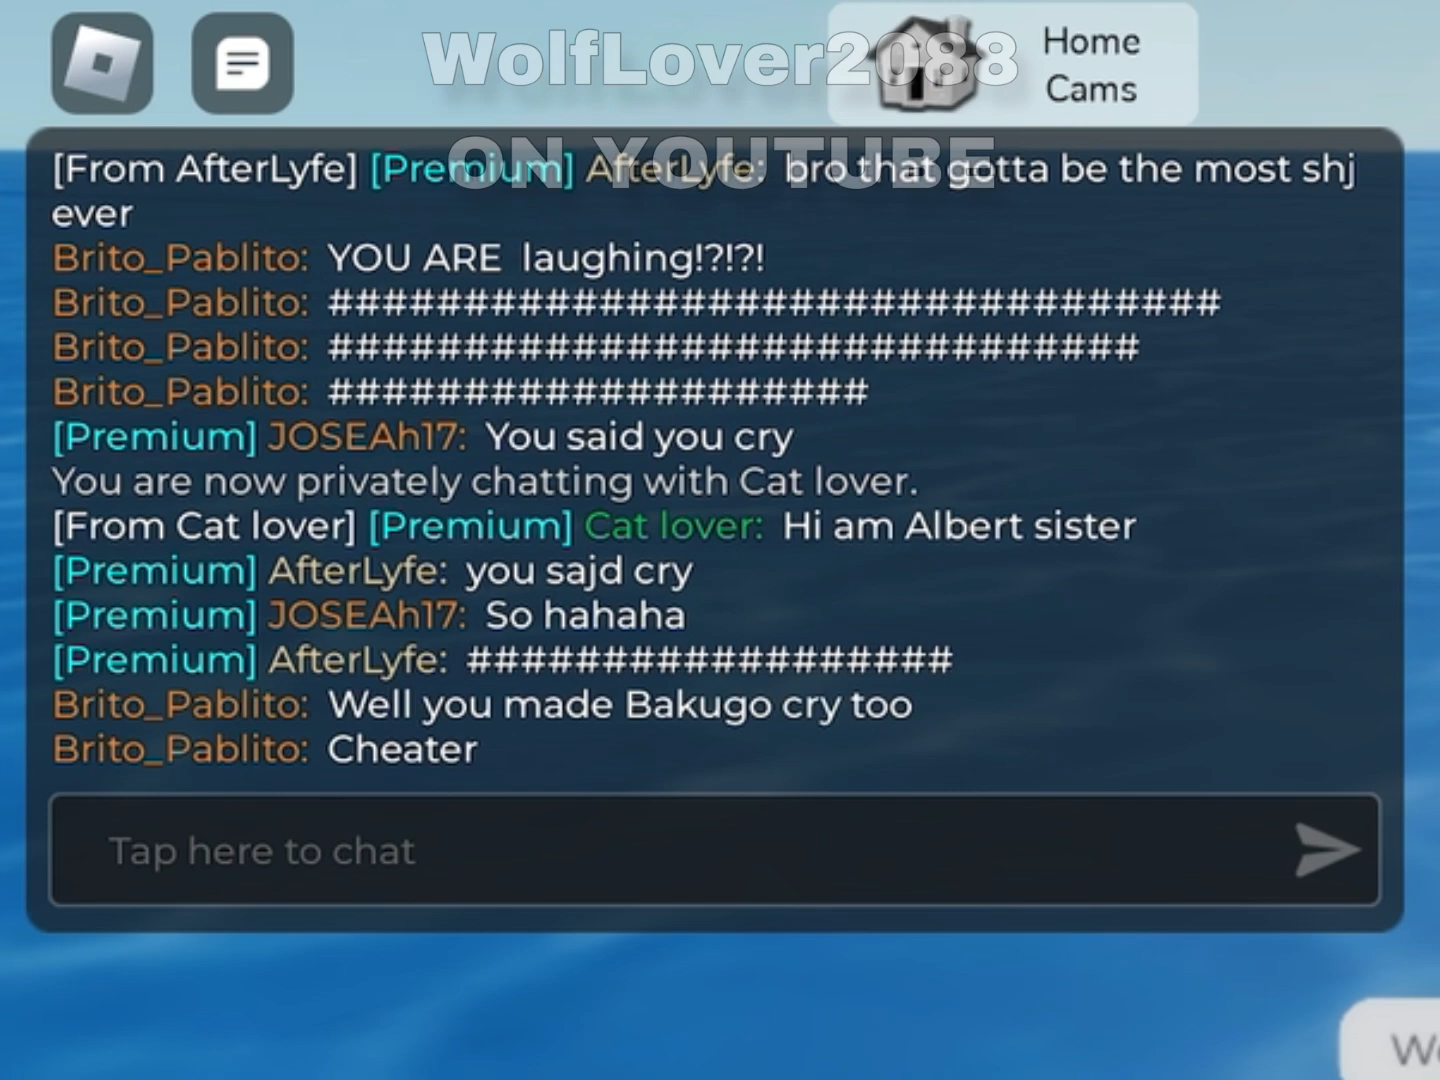 WolfLover2088
Home
Cams
ON YOUTUBE
[From AfterLyfe] [Premium] AfterLyfe: bro that gotta be the most shj
ever
Brito_Pablito: YOU ARE laughing!?!?!
Brito_Pablito: #################################
Brito_Pablito: ##############################
Brito_Pablito: ####################
[Premium] JOSEAh17: You said you cry
You are now privately chatting with Cat lover.
[From Cat lover] [Premium] Cat lover: Hi am Albert sister
[Premium] AfterLyfe: you sajd cry
[Premium] JOSEAh17: So hahaha
[Premium] AfterLyfe: ##################
Brito_Pablito: Well you made Bakugo cry too
Brito_Pablito: Cheater
Tap here to chat